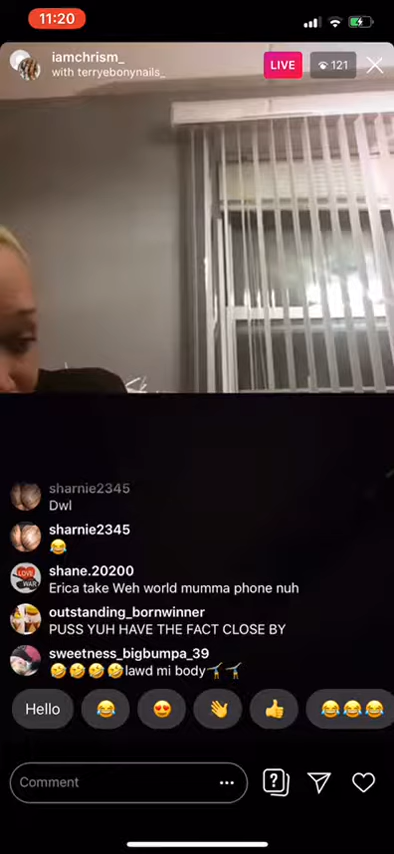 11:20
iamchrism_
with terryebonynails_
LIVE
121
sharnie2345
Dwl
sharnie2345
😂
shane.20200
Erica take Weh world mumma phone nuh
outstanding_bornwinner
PUSS YUH HAVE THE FACT CLOSE BY
sweetness_bigbumpa_39
🤣🤣🤣🤣lawd mi body
Hello
Comment